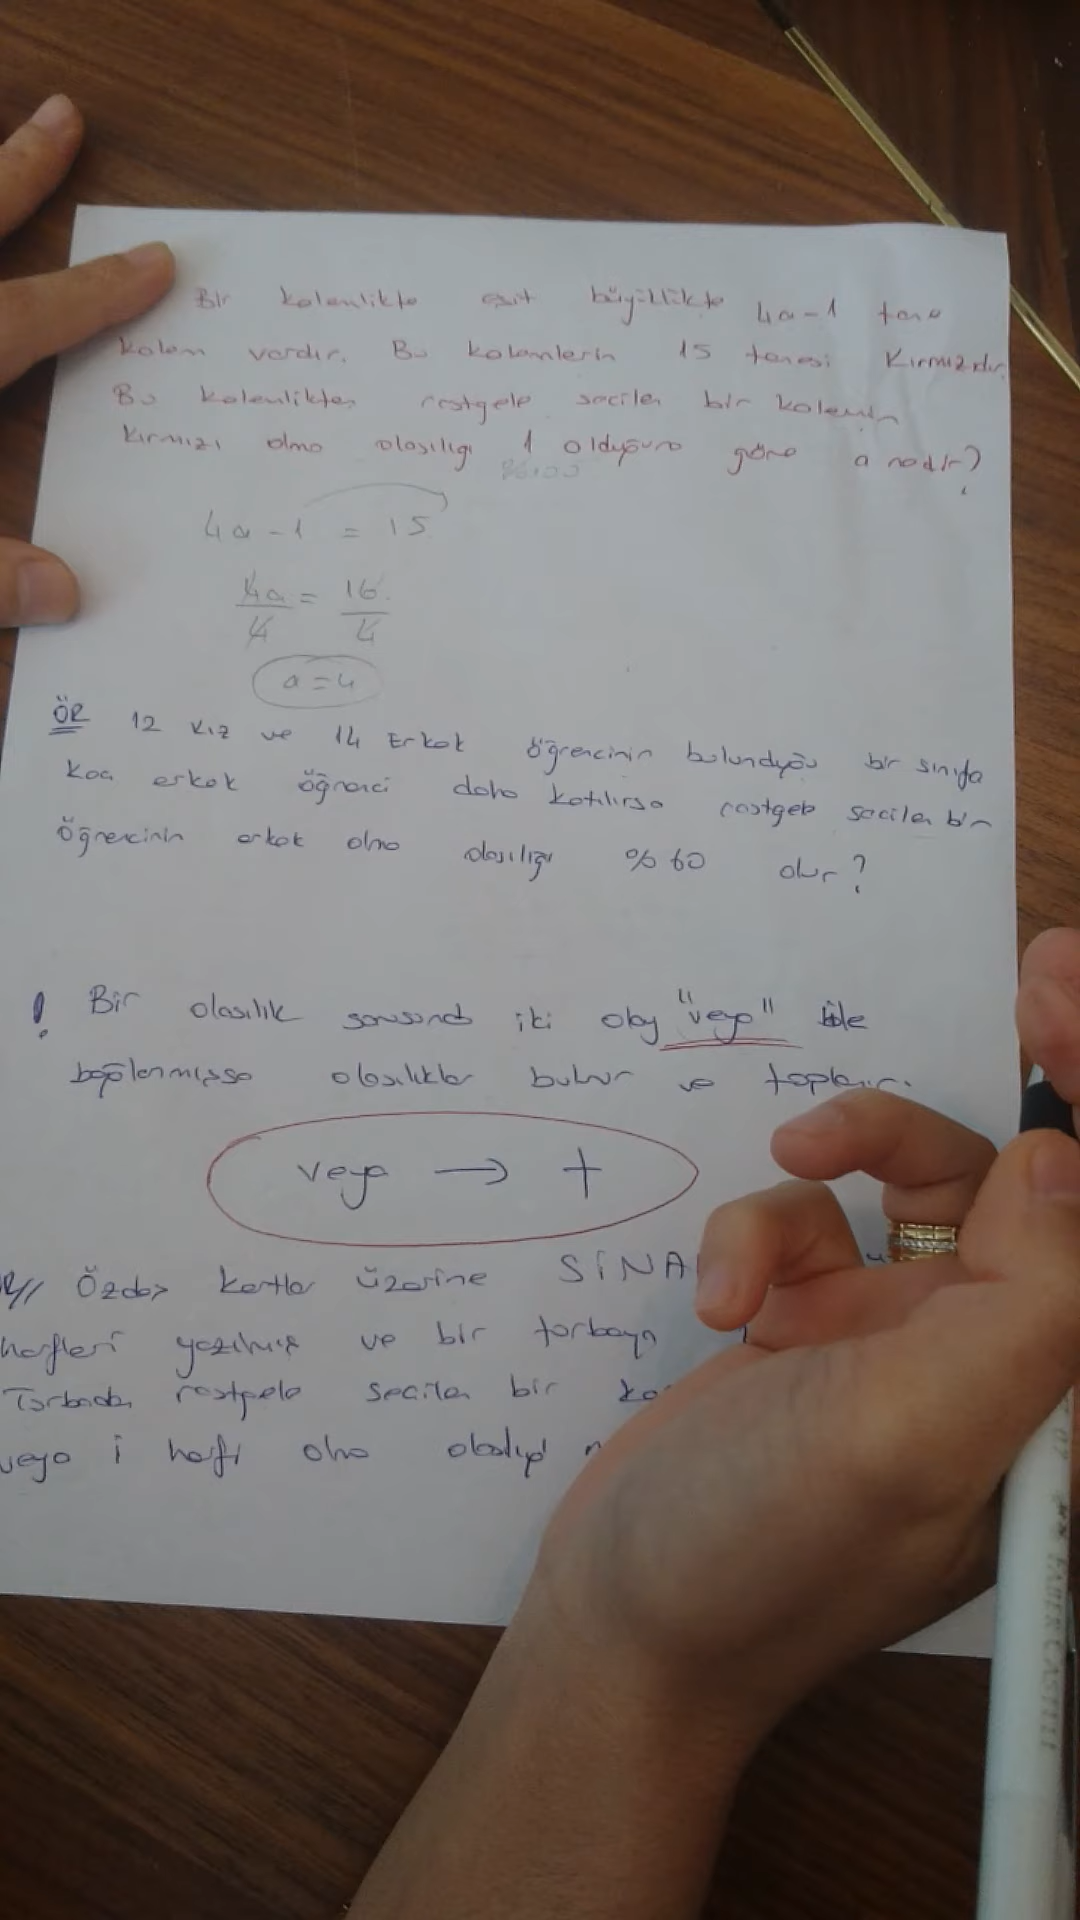 Bir kalemlikte eşit büyüklükte 4a-1 tane
kalem vardır. Bu kalemlerin 15 tanesi Kırmızıdır.
Bu kalemlikten rastgele seçilen bir kalemin
kırmızı olma olasılığı 1 olduğuna göre a nedir?
4a-1 = 15
4a/4 = 16/4
a=4
ÖR 12 Kız ve 14 Erkek öğrencinin bulunduğu bir sınıfa
kaç erkek öğrenci daha katılırsa rastgele seçilen bir
öğrencinin erkek olma olasılığı %60 olur?
! Bir olasılık sorusunda iki olay "veya" ile
bağlanmışsa olasılıklar bulunur ve toplanır.
veya → +
Özdeş kartlar üzerine SİNA
harfleri yazılmış ve bir torbaya
Torbadan rastgele seçilen bir
veya i harfi olma olasılığı
FABER CASTELL